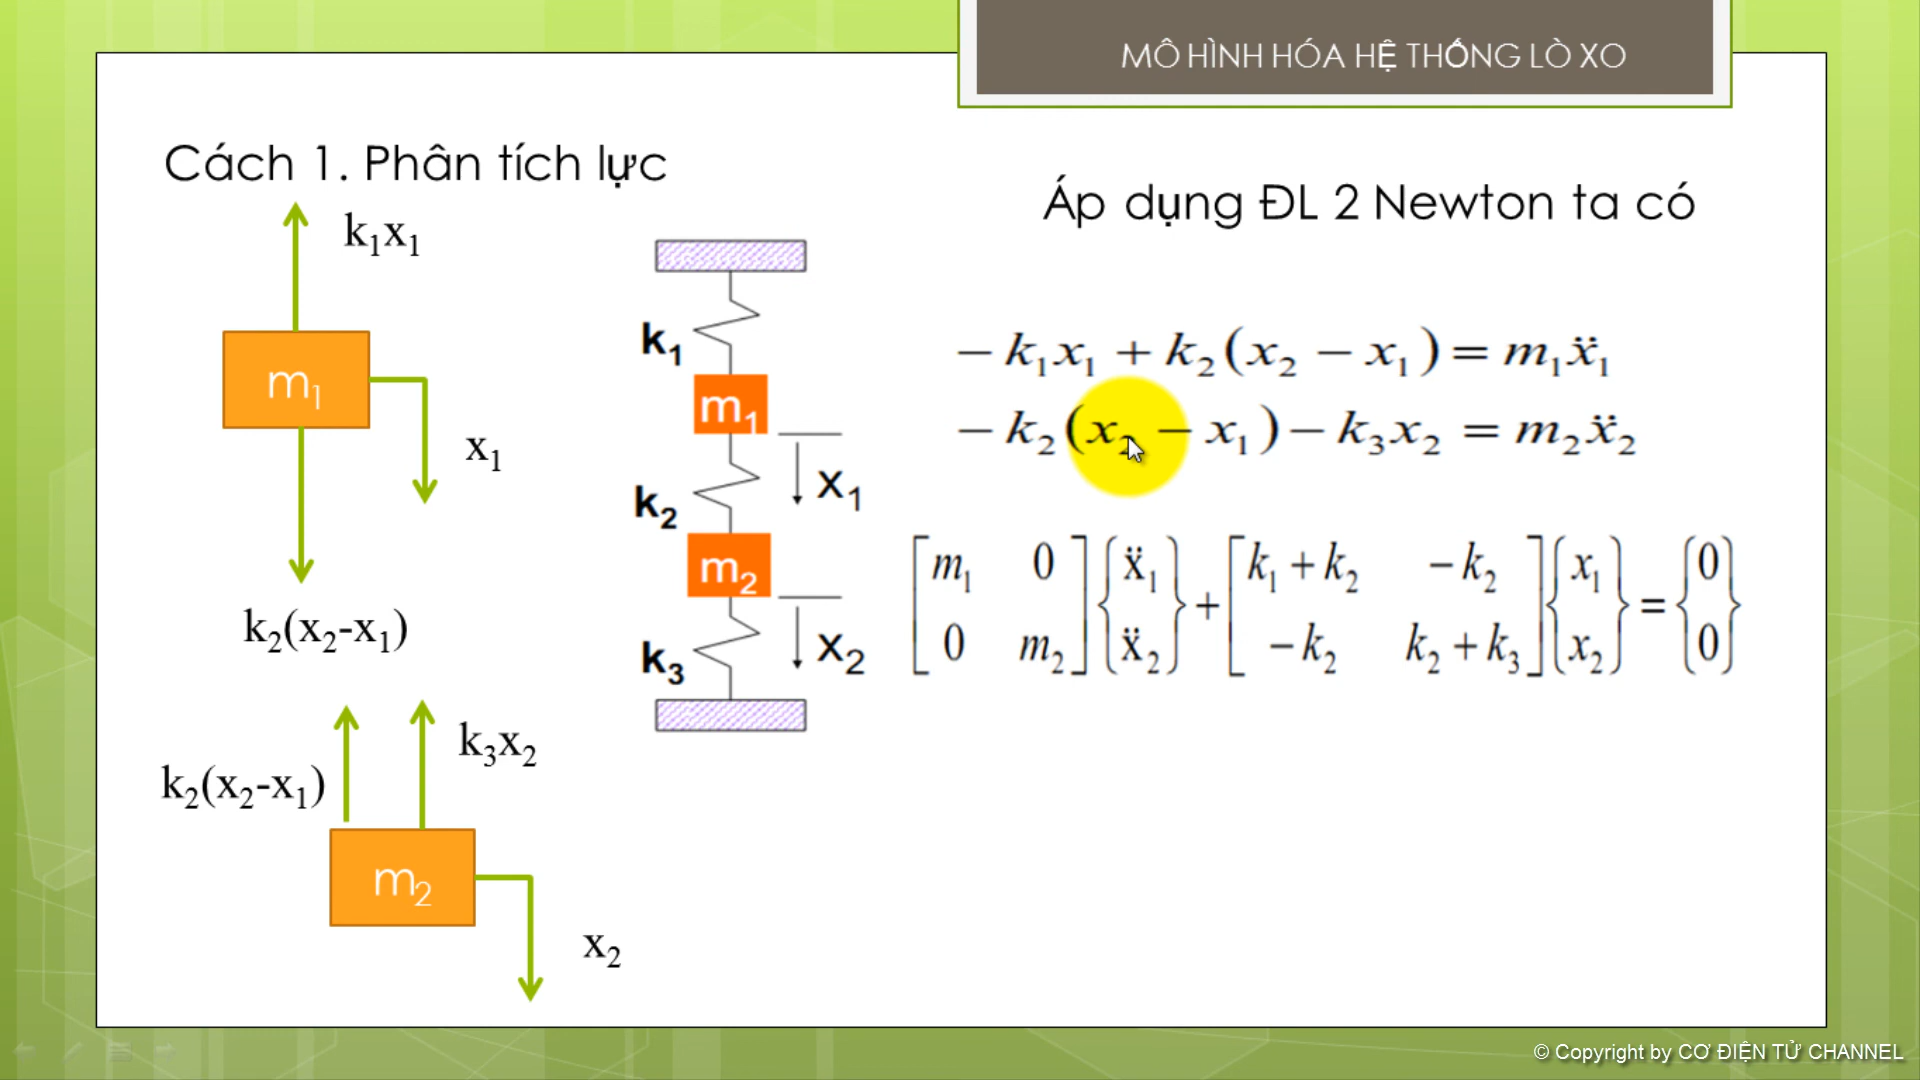 MÔ HÌNH HÓA HỆ THỐNG LÒ XO
Cách 1. Phân tích lực
k₁x₁
m₁
x₁
k₂(x₂-x₁)
k₂(x₂-x₁)
k₃x₂
m₂
x₂
k₁
m₁
x₁
k₂
m₂
x₂
k₃
Áp dụng ĐL 2 Newton ta có
− k₁x₁ + k₂(x₂ − x₁) = m₁ẍ₁
− k₂(x₂ − x₁) − k₃x₂ = m₂ẍ₂
[m₁ 0] {ẍ₁} + [k₁ + k₂ −k₂] {x₁} = {0}
[0 m₂] {ẍ₂} [−k₂ k₂ + k₃] {x₂} {0}
© Copyright by CƠ ĐIỆN TỬ CHANNEL